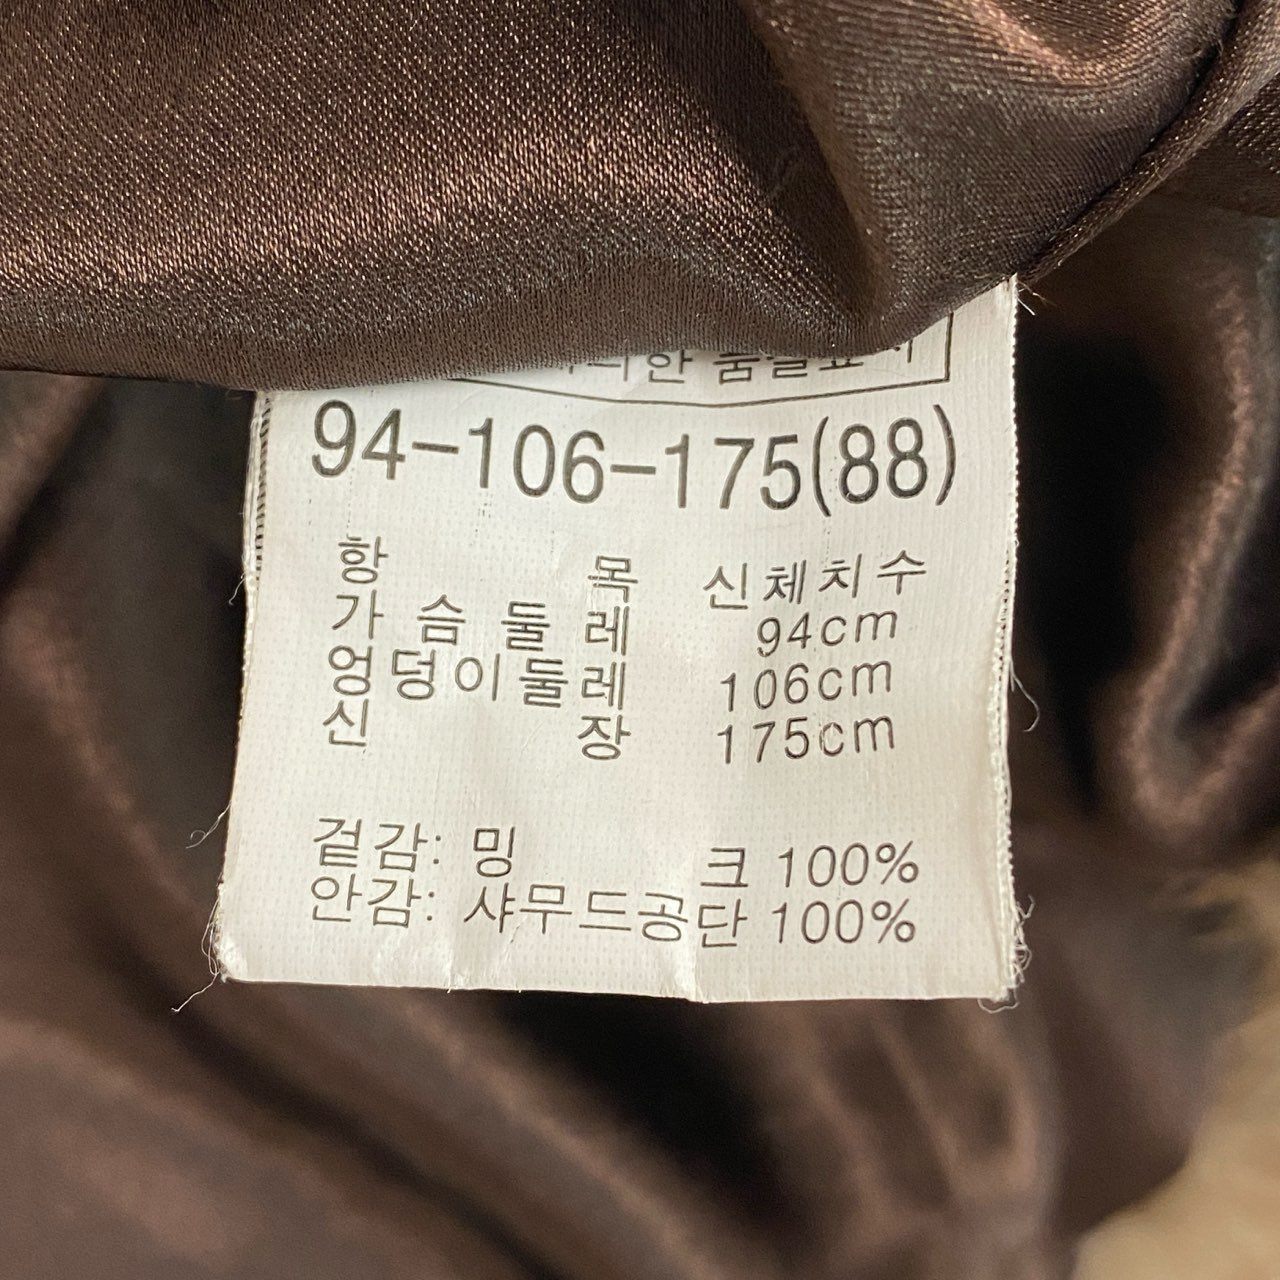 94-106-175(88)
항 목 신체치수
가슴둘레 94cm
엉덩이둘레 106cm
신 장 175cm
겉감: 밍 크 100%
안감: 샤무드공단 100%